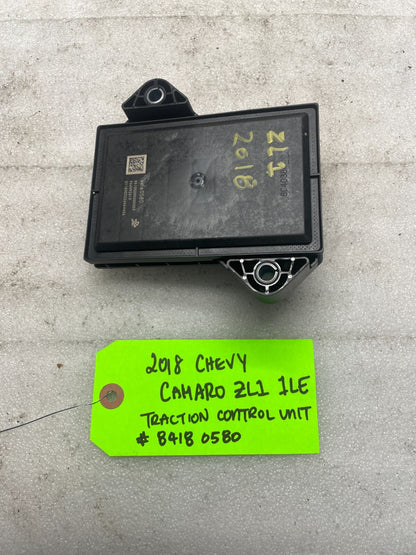 ZL1
2018
2018 CHEVY
CAMARO ZL1 1LE
TRACTION CONTROL UNIT
# 8418 0580